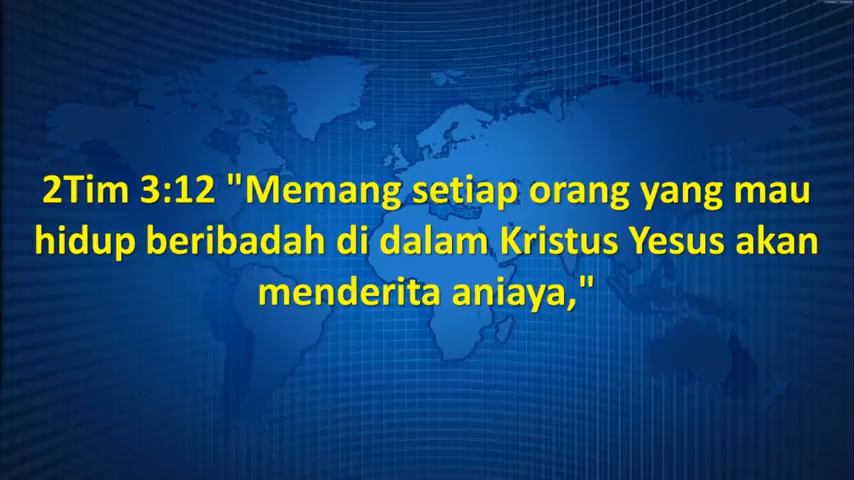 2Tim 3:12 "Memang setiap orang yang mau
hidup beribadah di dalam Kristus Yesus akan
menderita aniaya,"